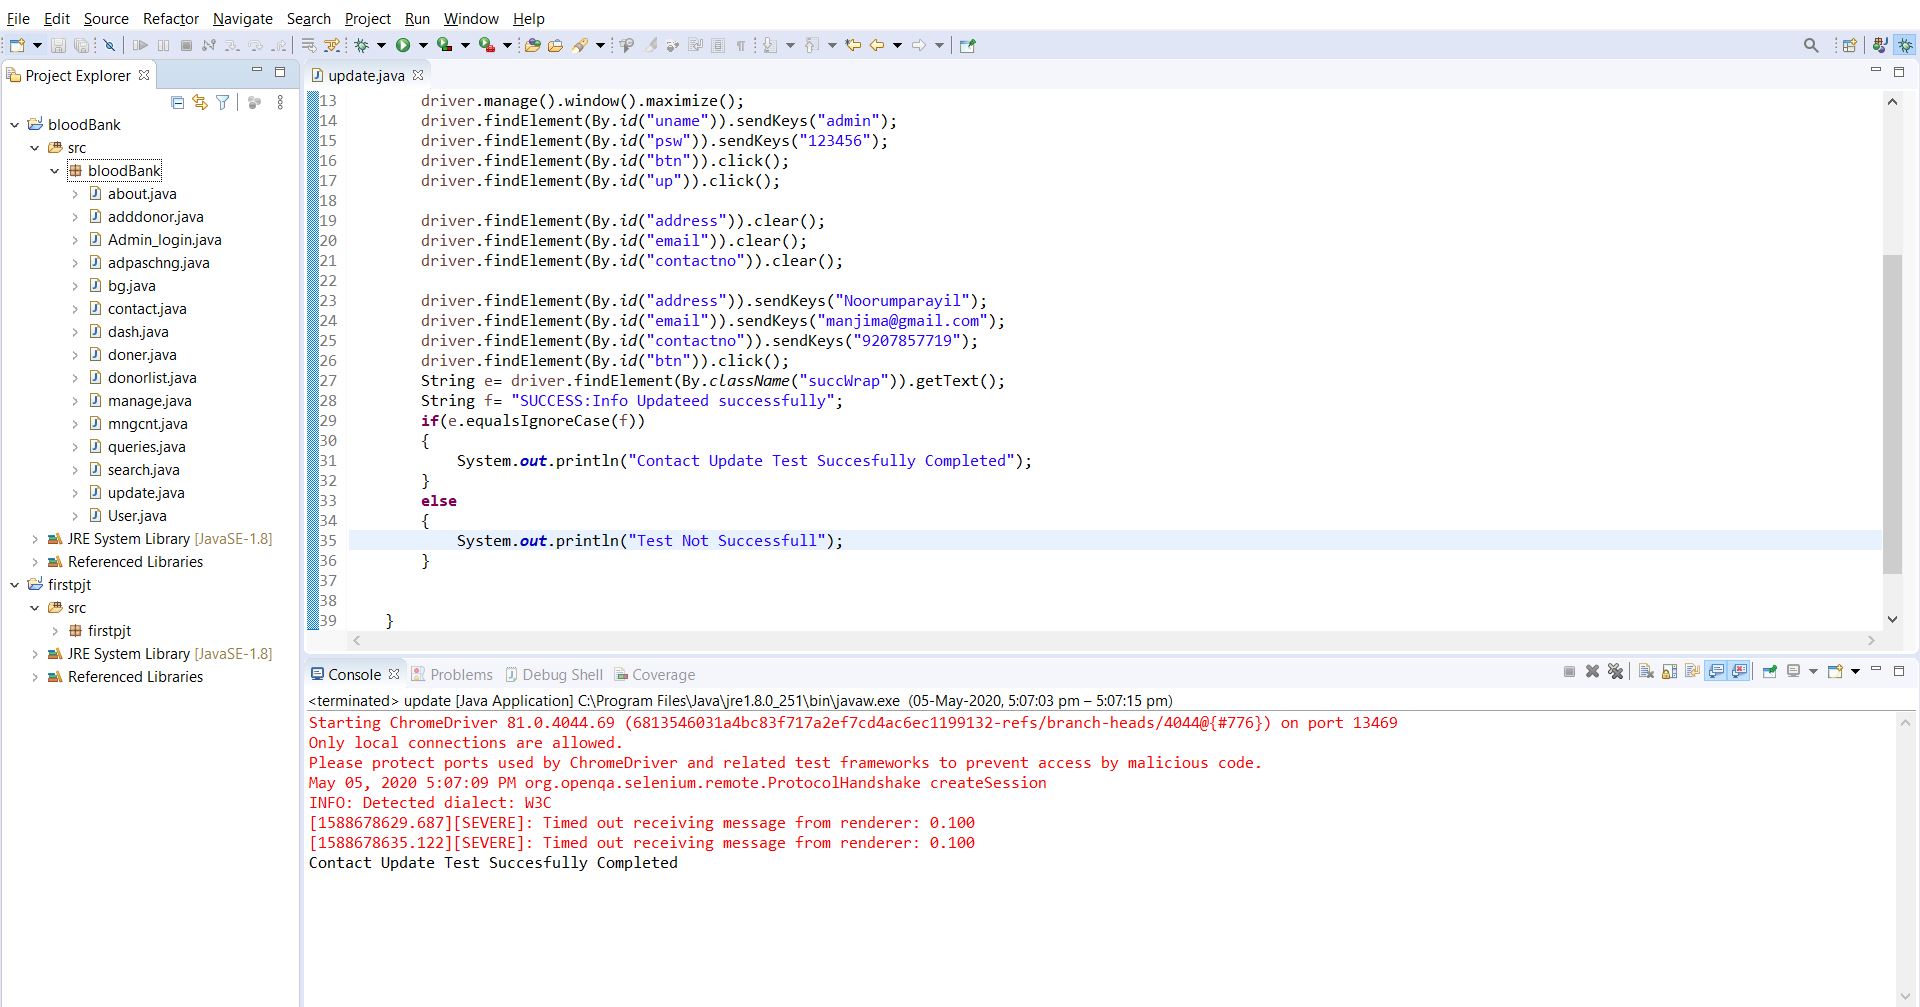 File Edit Source Refactor Navigate Search Project Run Window Help
Project Explorer
bloodBank
src
bloodBank
about.java
adddonor.java
Admin_login.java
adpaschng.java
bg.java
contact.java
dash.java
doner.java
donorlist.java
manage.java
mngcnt.java
queries.java
search.java
update.java
User.java
JRE System Library [JavaSE-1.8]
Referenced Libraries
firstpjt
src
firstpjt
JRE System Library [JavaSE-1.8]
Referenced Libraries
update.java
13 driver.manage().window().maximize();
14 driver.findElement(By.id("uname")).sendKeys("admin");
15 driver.findElement(By.id("psw")).sendKeys("123456");
16 driver.findElement(By.id("btn")).click();
17 driver.findElement(By.id("up")).click();
18
19 driver.findElement(By.id("address")).clear();
20 driver.findElement(By.id("email")).clear();
21 driver.findElement(By.id("contactno")).clear();
22
23 driver.findElement(By.id("address")).sendKeys("Noorumparayil");
24 driver.findElement(By.id("email")).sendKeys("manjima@gmail.com");
25 driver.findElement(By.id("contactno")).sendKeys("9207857719");
26 driver.findElement(By.id("btn")).click();
27 String e= driver.findElement(By.className("succWrap")).getText();
28 String f= "SUCCESS:Info Updateed successfully";
29 if(e.equalsIgnoreCase(f))
30 {
31 System.out.println("Contact Update Test Succesfully Completed");
32 }
33 else
34 {
35 System.out.println("Test Not Successfull");
36 }
37
38
39 }
Console Problems Debug Shell Coverage
<terminated> update [Java Application] C:\Program Files\Java\jre1.8.0_251\bin\javaw.exe (05-May-2020, 5:07:03 pm – 5:07:15 pm)
Starting ChromeDriver 81.0.4044.69 (6813546031a4bc83f717a2ef7cd4ac6ec1199132-refs/branch-heads/4044@{#776}) on port 13469
Only local connections are allowed.
Please protect ports used by ChromeDriver and related test frameworks to prevent access by malicious code.
May 05, 2020 5:07:09 PM org.openqa.selenium.remote.ProtocolHandshake createSession
INFO: Detected dialect: W3C
[1588678629.687][SEVERE]: Timed out receiving message from renderer: 0.100
[1588678635.122][SEVERE]: Timed out receiving message from renderer: 0.100
Contact Update Test Succesfully Completed